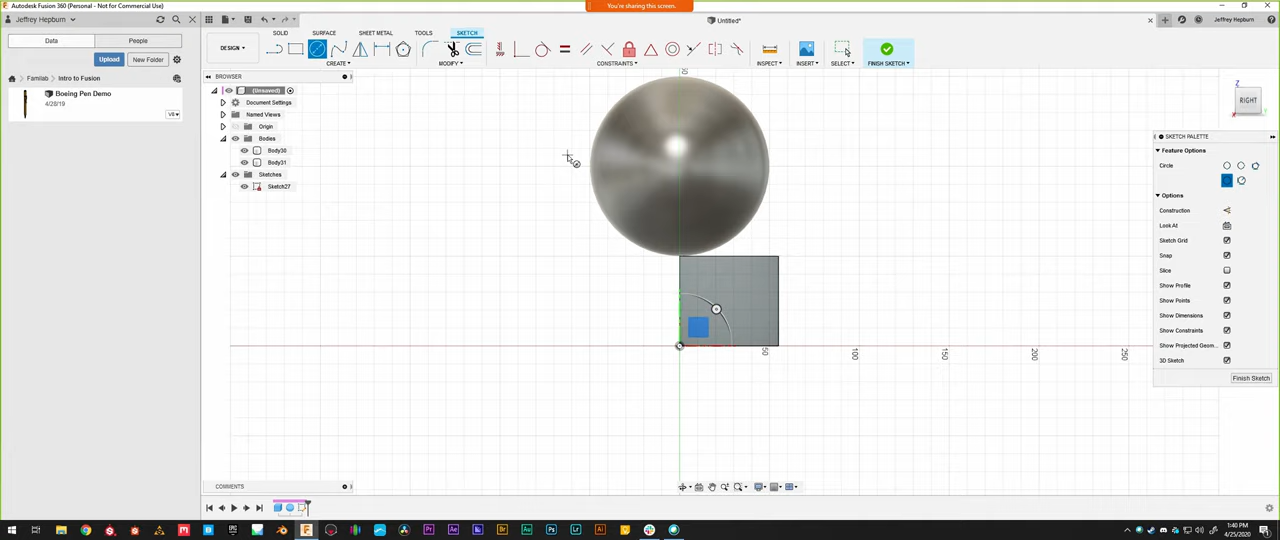 Autodesk Fusion 360 (Personal - Not for Commercial Use)
You're sharing this screen.
Jeffrey Hepburn
Untitled*
Jeffrey Hepburn
Data
People
Upload
New Folder
Familab
Intro to Fusion
Boeing Pen Demo
4/28/19
V8
SOLID
SURFACE
SHEET METAL
TOOLS
SKETCH
DESIGN
CREATE
MODIFY
CONSTRAINTS
INSPECT
INSERT
SELECT
FINISH SKETCH
BROWSER
(Unsaved)
Document Settings
Named Views
Origin
Bodies
Body30
Body31
Sketches
Sketch27
50
50
100
150
200
250
Z
RIGHT
SKETCH PALETTE
Feature Options
Circle
Options
Construction
Look At
Sketch Grid
Snap
Slice
Show Profile
Show Points
Show Dimensions
Show Constraints
Show Projected Geom...
3D Sketch
Finish Sketch
COMMENTS
1:40 PM
4/25/2020